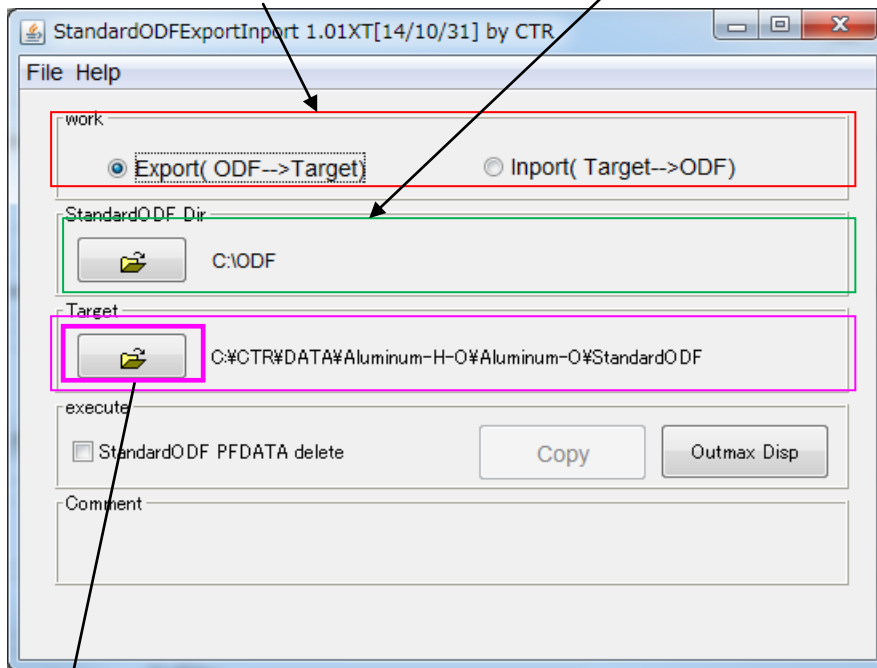 StandardODFExportInport 1.01XT[14/10/31] by CTR
File Help
work
Export( ODF-->Target)
Inport( Target-->ODF)
StandardODF Dir
C:\ODF
Target
C:¥CTR¥DATA¥Aluminum-H-O¥Aluminum-O¥StandardODF
execute
StandardODF PFDATA delete
Copy
Outmax Disp
Comment